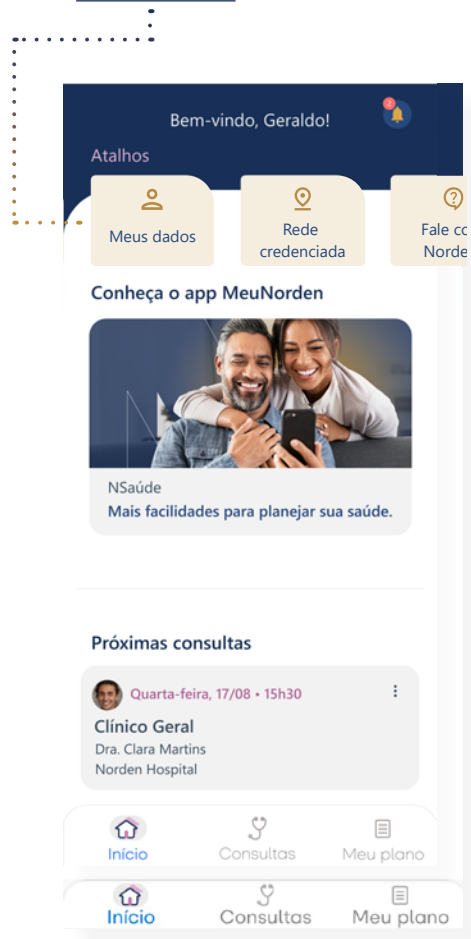 2
Bem-vindo, Geraldo!
Atalhos
Meus dados
Rede
credenciada
Fale co
Norde
Conheça o app MeuNorden
N
NSaúde
Mais facilidades para planejar sua saúde.
Próximas consultas
Quarta-feira, 17/08 • 15h30
Clínico Geral
Dra. Clara Martins
Norden Hospital
Início Consultas Meu plano
Início Consultas Meu plano